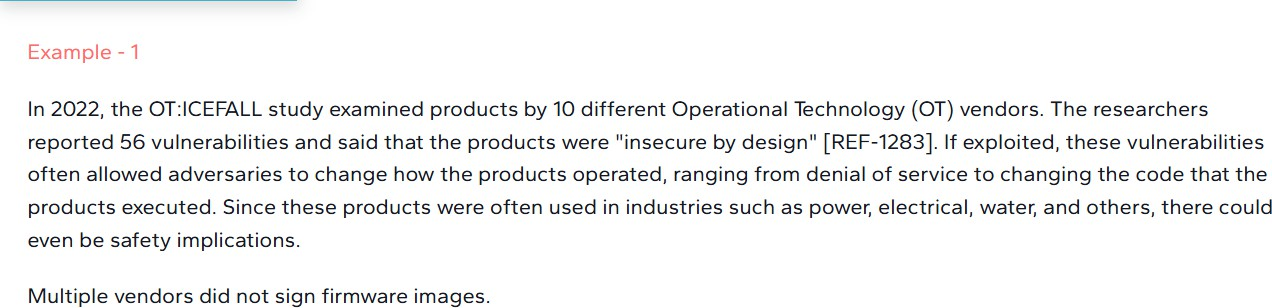 Example - 1
In 2022, the OT:ICEFALL study examined products by 10 different Operational Technology (OT) vendors. The researchers
reported 56 vulnerabilities and said that the products were "insecure by design" [REF-1283]. If exploited, these vulnerabilities
often allowed adversaries to change how the products operated, ranging from denial of service to changing the code that the
products executed. Since these products were often used in industries such as power, electrical, water, and others, there could
even be safety implications.
Multiple vendors did not sign firmware images.